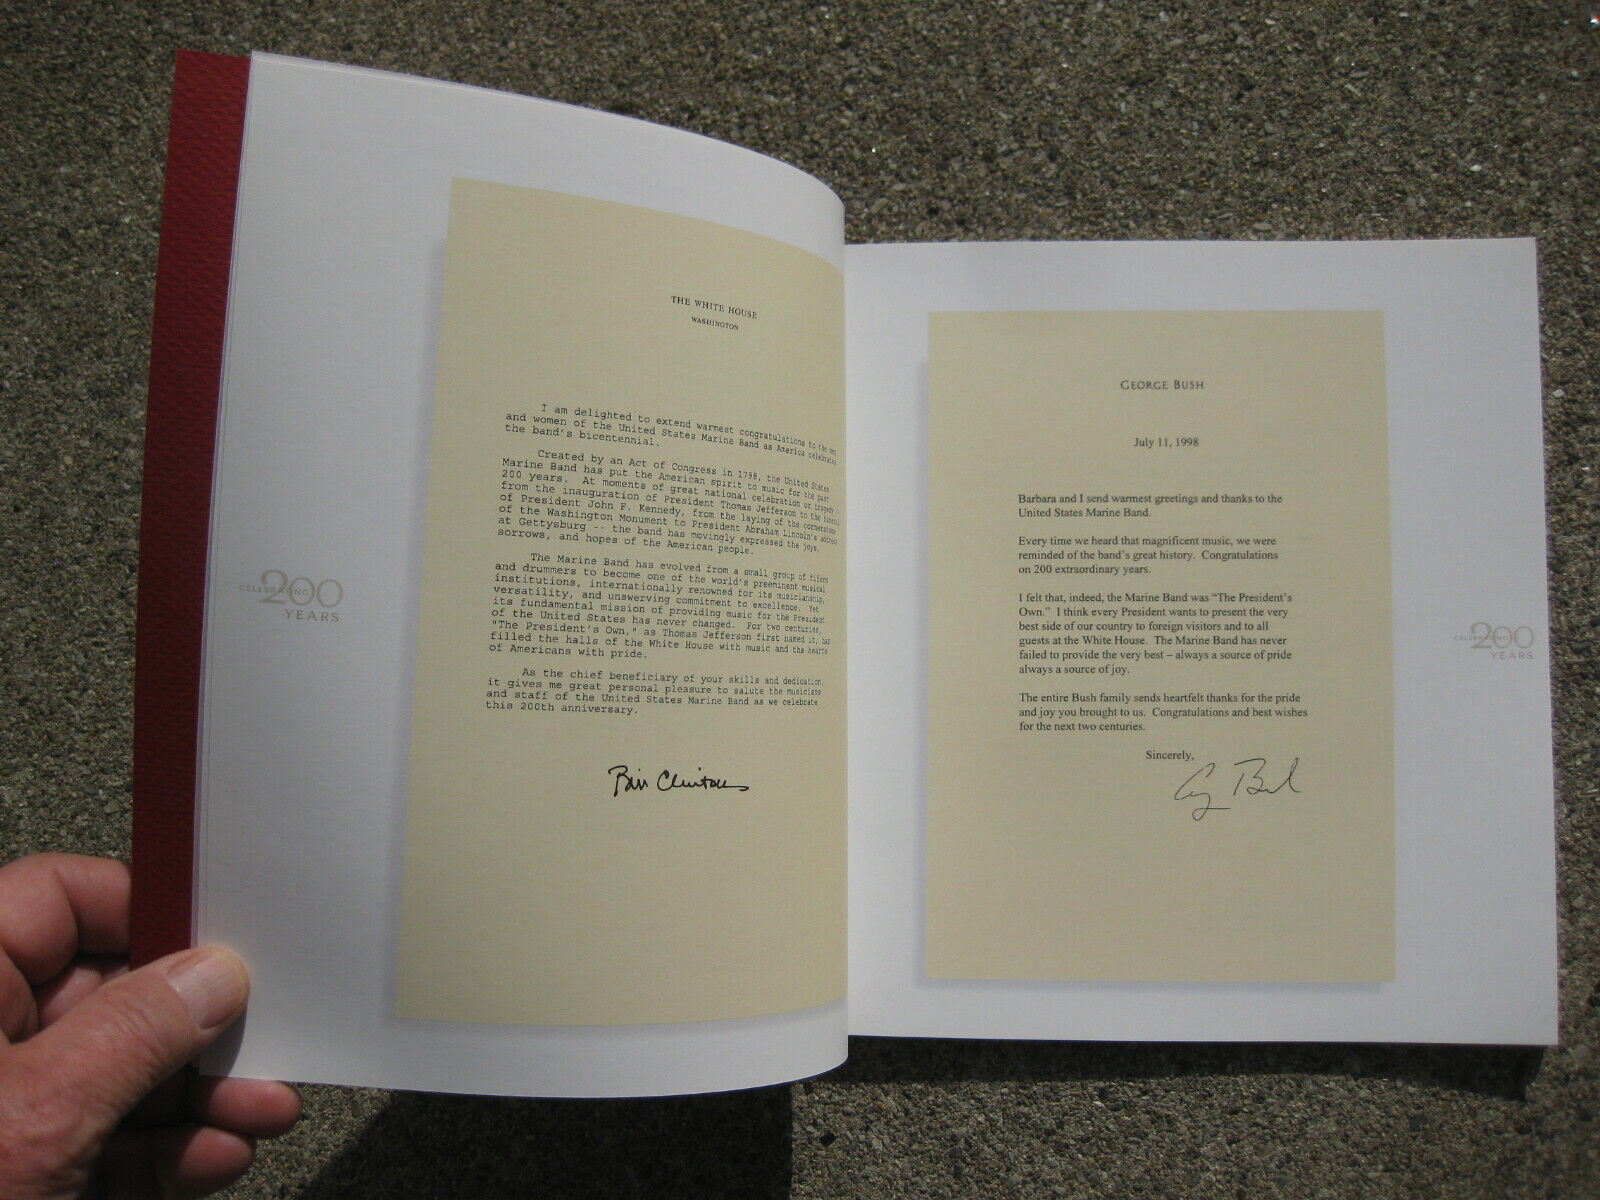 THE WHITE HOUSE
WASHINGTON
I am delighted to extend warmest congratulations to the men
and women of the United States Marine Band as America celebrates
the band's bicentennial.
Created by an Act of Congress in 1798, the United States
Marine Band has put the American spirit to music for the past
200 years. At moments of great national celebration or tragedy --
from the inauguration of President Thomas Jefferson to the funeral
of President John F. Kennedy, from the laying of the cornerstone
of the Washington Monument to President Abraham Lincoln's address
at Gettysburg -- the band has movingly expressed the joys,
sorrows, and hopes of the American people.
The Marine Band has evolved from a small group of fifers
and drummers to become one of the world's preeminent musical
institutions, internationally renowned for its musicianship,
versatility, and unswerving commitment to excellence. Yet
its fundamental mission of providing music for the President
of the United States has never changed. For two centuries,
"The President's Own," as Thomas Jefferson first named it, has
filled the halls of the White House with music and the hearts
of Americans with pride.
As the chief beneficiary of your skills and dedication,
it gives me great personal pleasure to salute the musicians
and staff of the United States Marine Band as we celebrate
this 200th anniversary.
Bill Clinton
CELEBRATING 200
YEARS
GEORGE BUSH
July 11, 1998
Barbara and I send warmest greetings and thanks to the
United States Marine Band.
Every time we heard that magnificent music, we were
reminded of the band's great history. Congratulations
on 200 extraordinary years.
I felt that, indeed, the Marine Band was "The President's
Own." I think every President wants to present the very
best side of our country to foreign visitors and to all
guests at the White House. The Marine Band has never
failed to provide the very best – always a source of pride
always a source of joy.
The entire Bush family sends heartfelt thanks for the pride
and joy you brought to us. Congratulations and best wishes
for the next two centuries.
Sincerely,
G Bush
CELEBRATING 200
YEARS